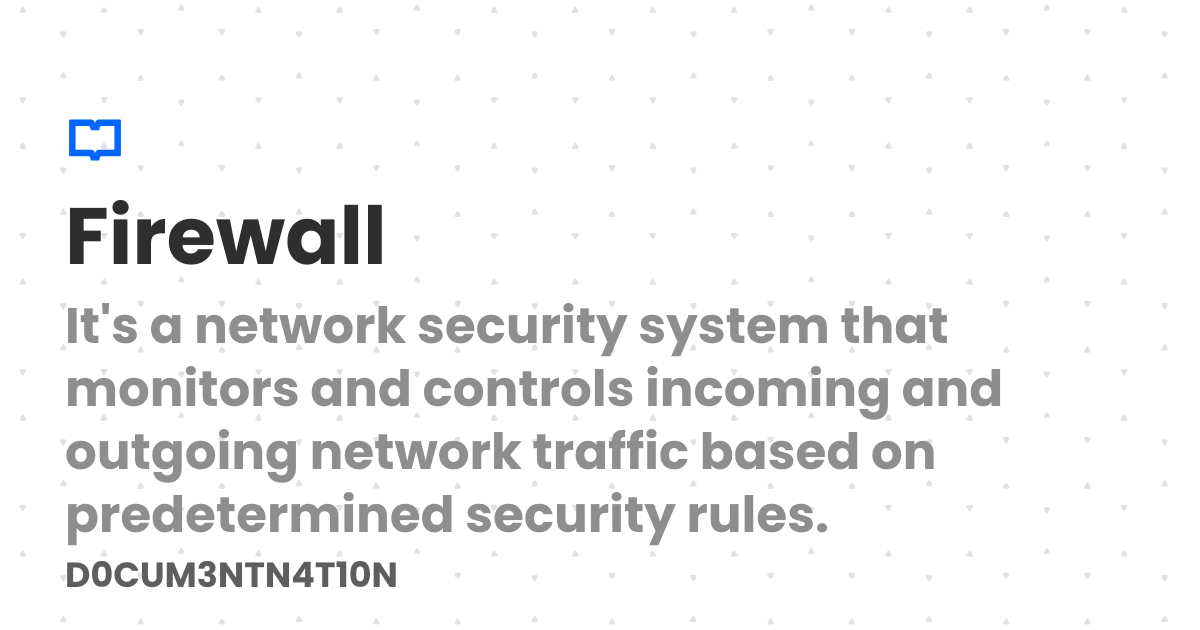 Firewall
It's a network security system that
monitors and controls incoming and
outgoing network traffic based on
predetermined security rules.
D0CUM3NTN4T10N